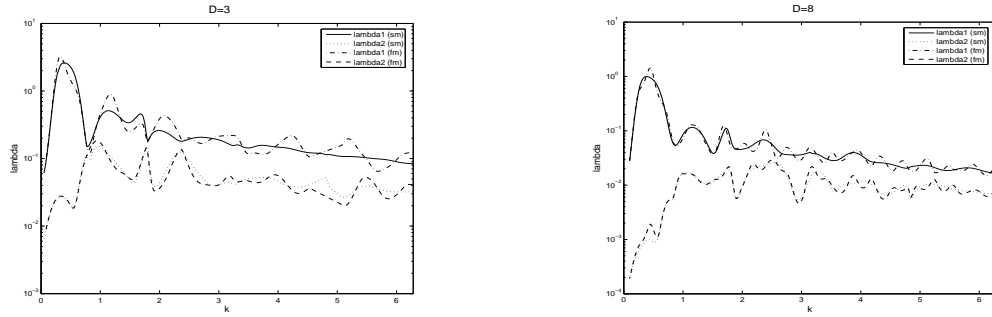 D=3
10^1
10^0
10^-1
10^-2
10^-3
lambda
0 1 2 3 4 5 6
k
lambda1 (sm)
lambda2 (sm)
lambda1 (fm)
lambda2 (fm)
D=8
10^1
10^0
10^-1
10^-2
10^-3
10^-4
lambda
0 1 2 3 4 5 6
k
lambda1 (sm)
lambda2 (sm)
lambda1 (fm)
lambda2 (fm)